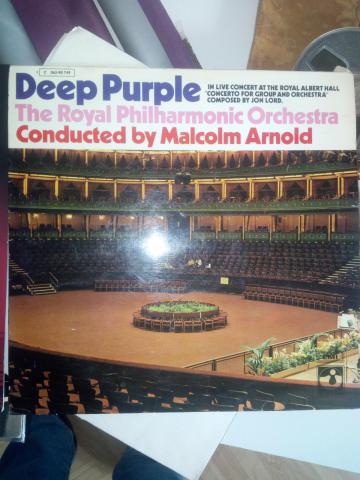 Deep Purple
IN LIVE CONCERT AT THE ROYAL ALBERT HALL
'CONCERTO FOR GROUP AND ORCHESTRA'
COMPOSED BY JON LORD.
The Royal Philharmonic Orchestra
Conducted by Malcolm Arnold